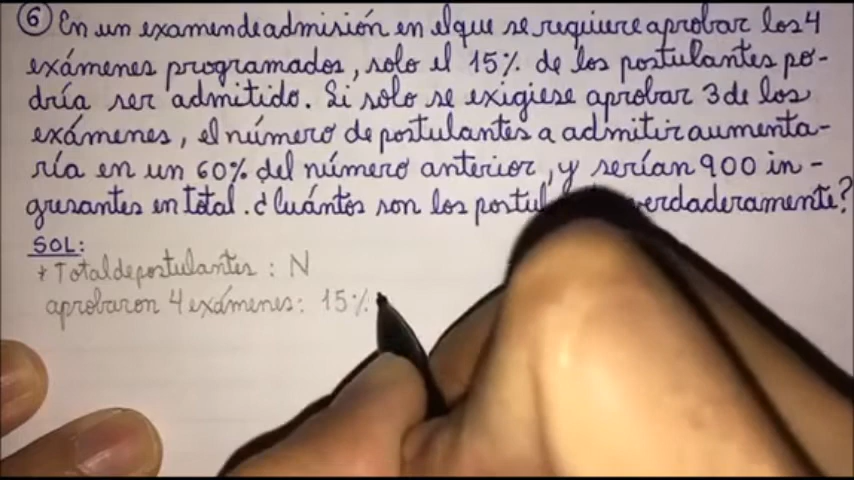 6 En un examen de admisión en el que se requiere aprobar los 4
exámenes programados, solo el 15% de los postulantes po-
dría ser admitido. Si solo se exigiese aprobar 3 de los
exámenes, el número de postulantes a admitir aumenta-
ría en un 60% del número anterior, y serían 900 in-
gresantes en total. ¿Cuántos son los verdaderamente?
SOL:
* Total de postulantes : N
aprobaron 4 exámenes: 15%